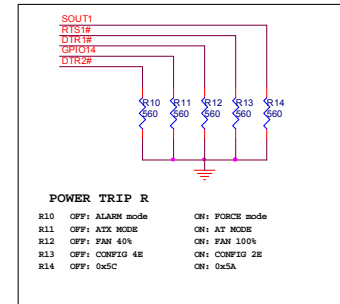 SOUT1
RTS1#
DTR1#
GPIO14
DTR2#
R10 R11 R12 R13 R14
560 560 560 560 560
POWER TRIP R
R10 OFF: ALARM mode ON: FORCE mode
R11 OFF: ATX MODE ON: AT MODE
R12 OFF: FAN 40% ON: FAN 100%
R13 OFF: CONFIG 4E ON: CONFIG 2E
R14 OFF: 0x5C ON: 0x5A